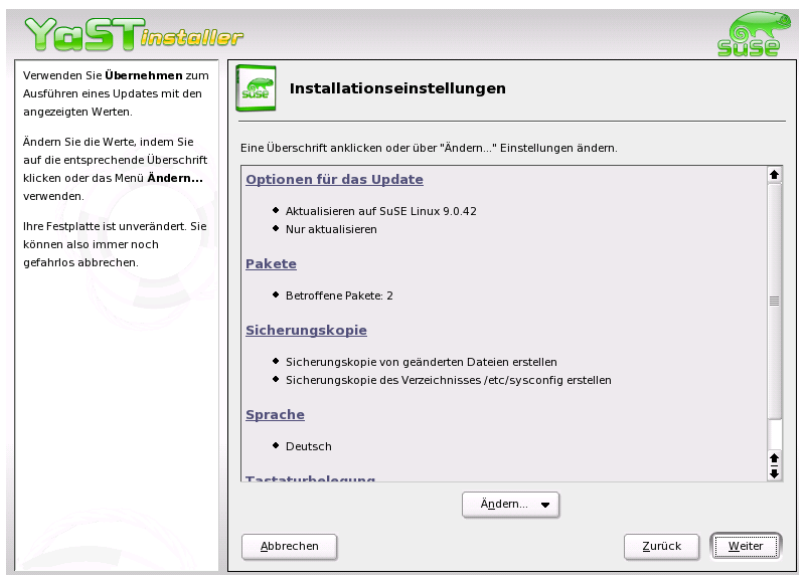 YaST installer
SUSE
Verwenden Sie Übernehmen zum
Ausführen eines Updates mit den
angezeigten Werten.
Ändern Sie die Werte, indem Sie
auf die entsprechende Überschrift
klicken oder das Menü Ändern...
verwenden.
Ihre Festplatte ist unverändert. Sie
können also immer noch
gefahrlos abbrechen.
SUSE
Installationseinstellungen
Eine Überschrift anklicken oder über "Ändern..." Einstellungen ändern.
Optionen für das Update
Aktualisieren auf SuSE Linux 9.0.42
Nur aktualisieren
Pakete
Betroffene Pakete: 2
Sicherungskopie
Sicherungskopie von geänderten Dateien erstellen
Sicherungskopie des Verzeichnisses /etc/sysconfig erstellen
Sprache
Deutsch
Tastaturbelegung
Ändern...
Abbrechen
Zurück
Weiter